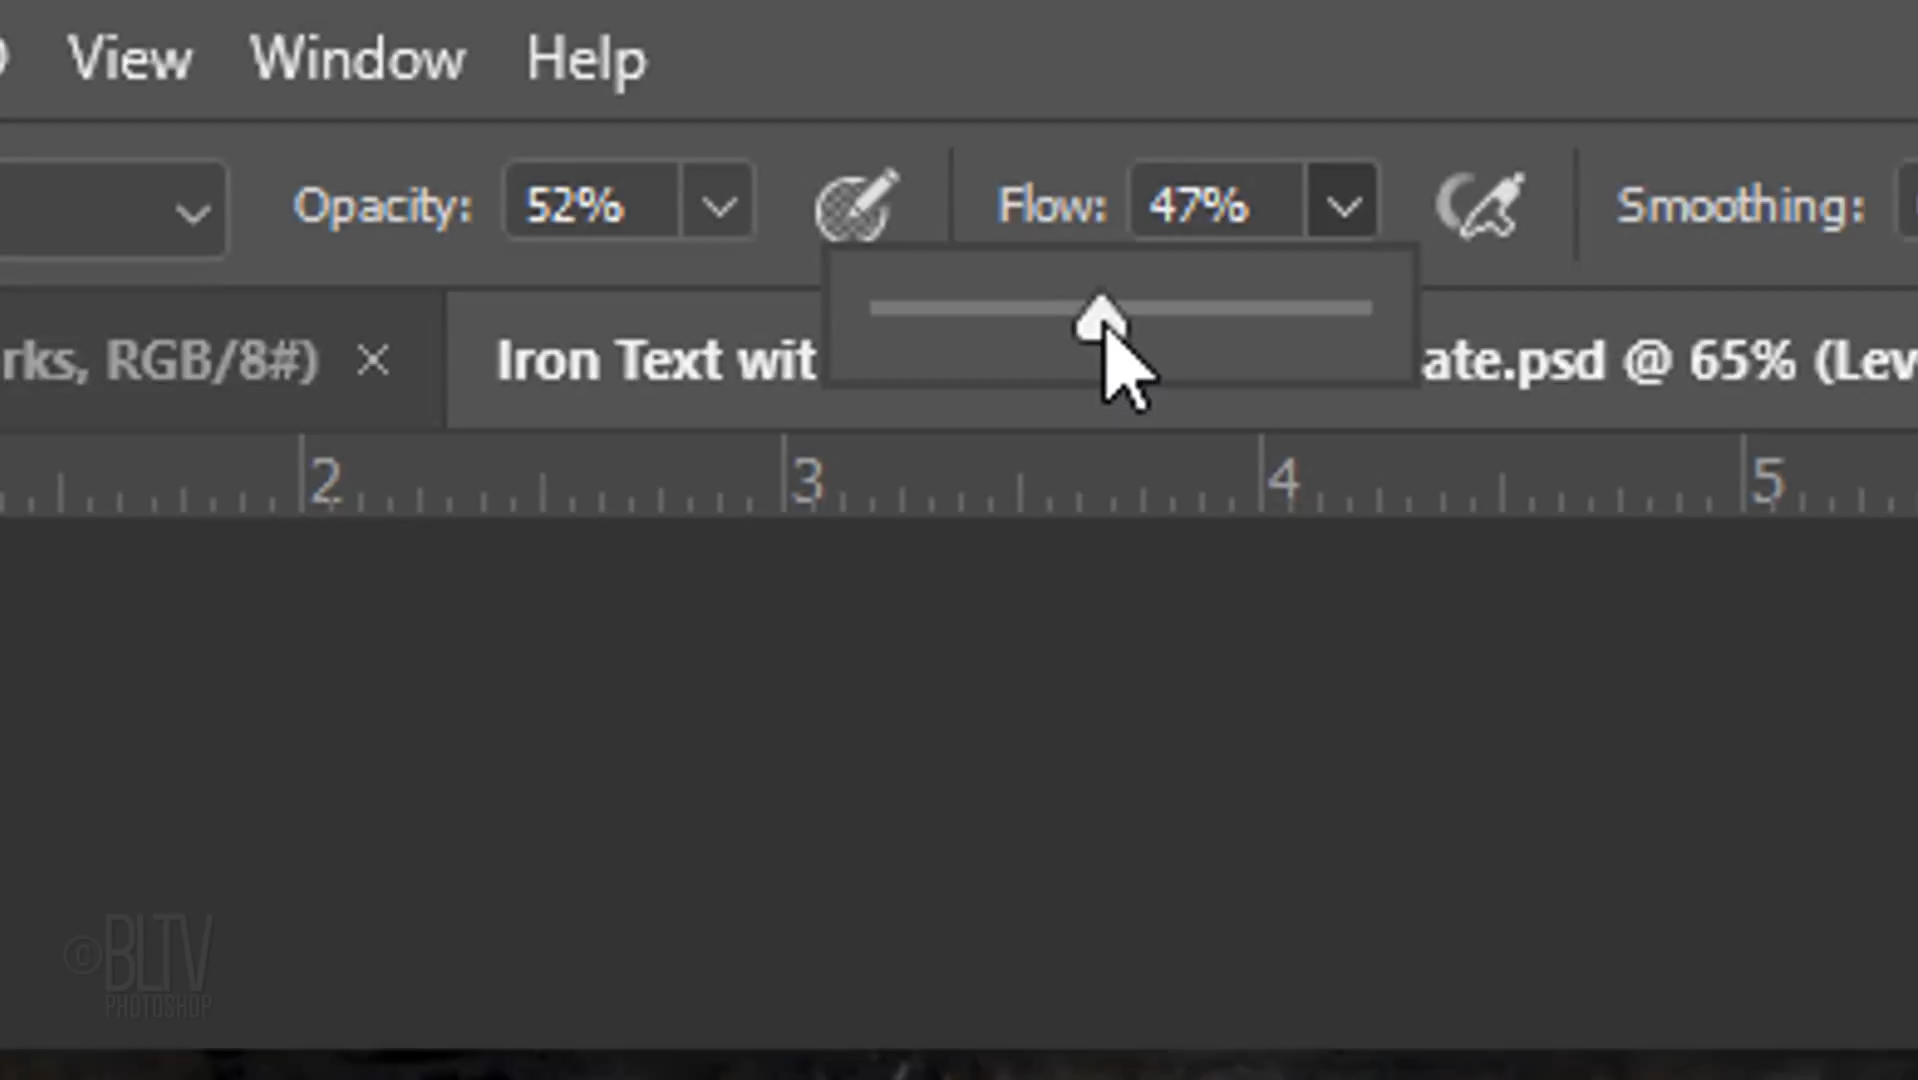 View Window Help
Opacity: 52% Flow: 47% Smoothing:
rks, RGB/8#) × Iron Text wit ate.psd @ 65% (Lev
2 3 4 5
©BLTV
PHOTOSHOP